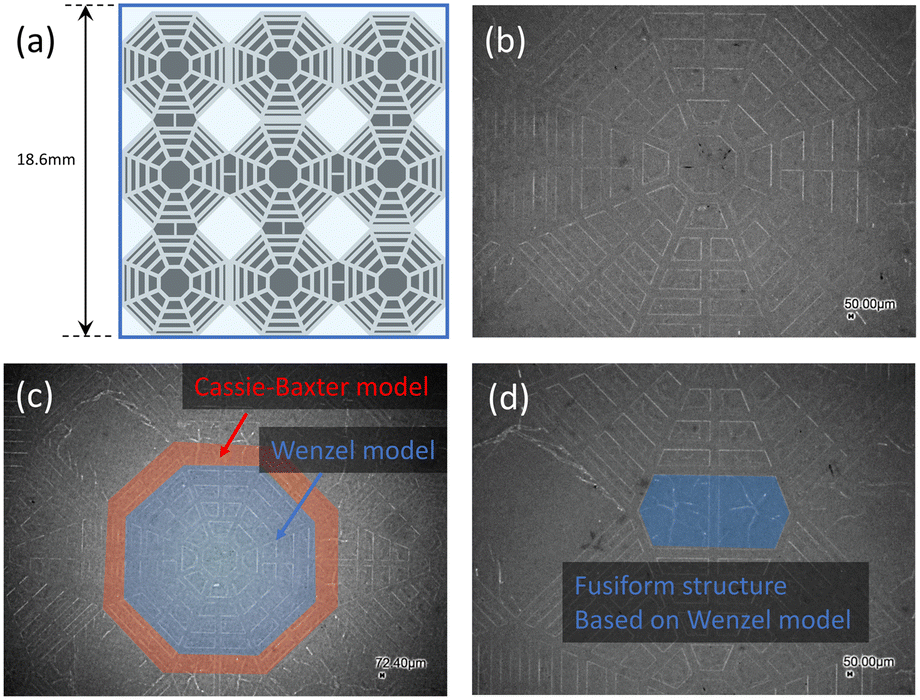 (a)
18.6mm
(b)
50.00µm
(c)
Cassie-Baxter model
Wenzel model
72.40µm
(d)
Fusiform structure
Based on Wenzel model
50.00µm